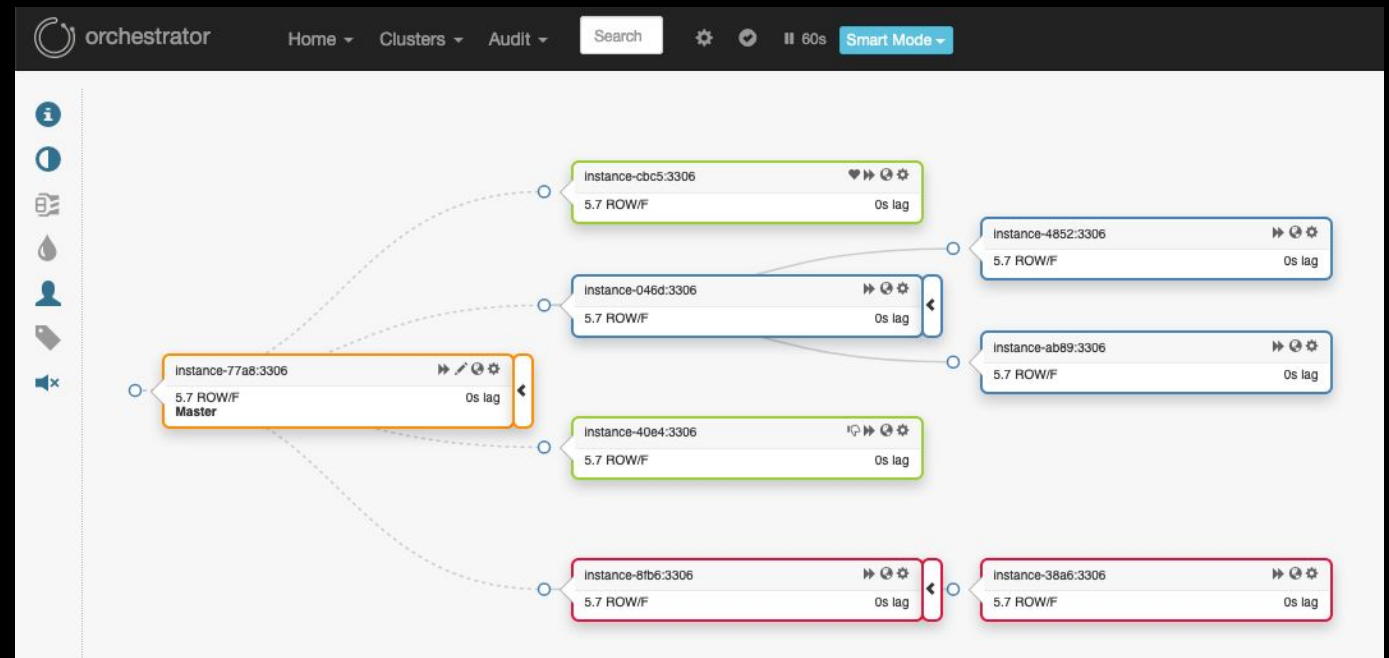 orchestrator Home Clusters Audit Search 60s Smart Mode
instance-cbc5:3306
5.7 ROW/F 0s lag
instance-4852:3306
5.7 ROW/F 0s lag
instance-046d:3306
5.7 ROW/F 0s lag
instance-ab89:3306
5.7 ROW/F 0s lag
instance-77a8:3306
5.7 ROW/F 0s lag
Master
instance-40e4:3306
5.7 ROW/F 0s lag
instance-8fb6:3306
5.7 ROW/F 0s lag
instance-38a6:3306
5.7 ROW/F 0s lag